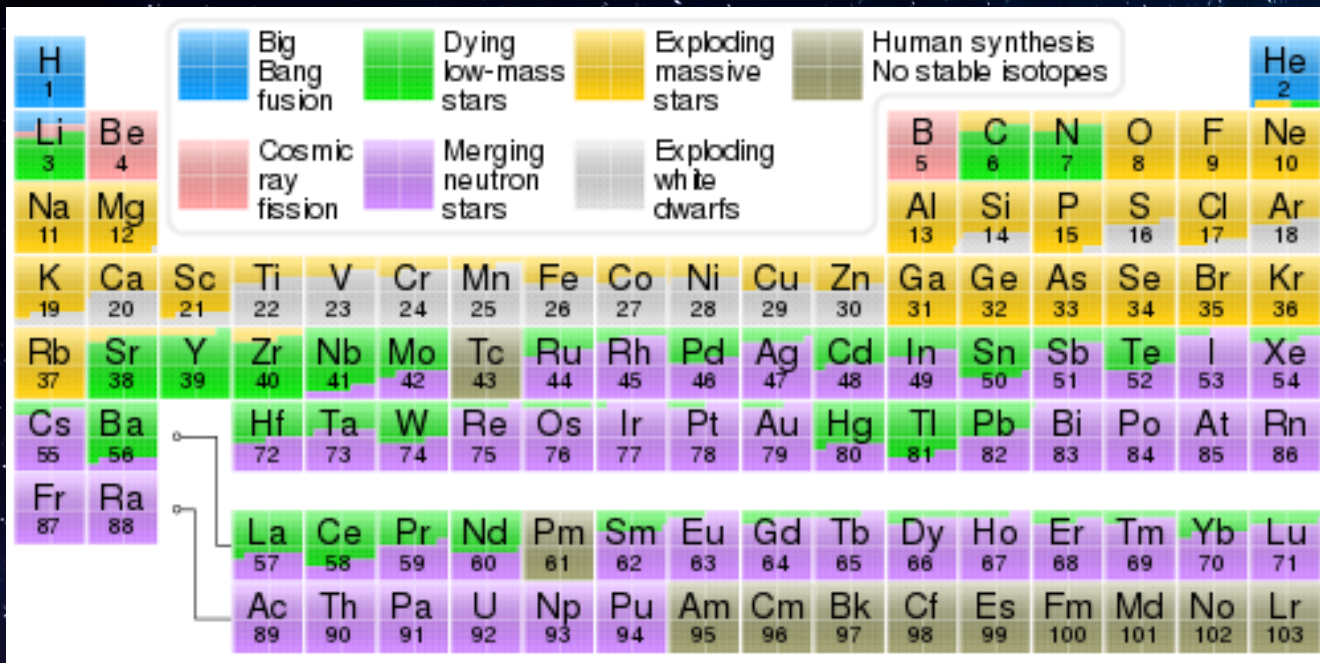 Big
Bang
fusion
Dying
low-mass
stars
Exploding
massive
stars
Human synthesis
No stable isotopes
Cosmic
ray
fission
Merging
neutron
stars
Exploding
white
dwarfs
H He
1 2
Li Be B C N O F Ne
3 4 5 6 7 8 9 10
Na Mg Al Si P S Cl Ar
11 12 13 14 15 16 17 18
K Ca Sc Ti V Cr Mn Fe Co Ni Cu Zn Ga Ge As Se Br Kr
19 20 21 22 23 24 25 26 27 28 29 30 31 32 33 34 35 36
Rb Sr Y Zr Nb Mo Tc Ru Rh Pd Ag Cd In Sn Sb Te I Xe
37 38 39 40 41 42 43 44 45 46 47 48 49 50 51 52 53 54
Cs Ba Hf Ta W Re Os Ir Pt Au Hg Tl Pb Bi Po At Rn
55 56 72 73 74 75 76 77 78 79 80 81 82 83 84 85 86
Fr Ra
87 88
La Ce Pr Nd Pm Sm Eu Gd Tb Dy Ho Er Tm Yb Lu
57 58 59 60 61 62 63 64 65 66 67 68 69 70 71
Ac Th Pa U Np Pu Am Cm Bk Cf Es Fm Md No Lr
89 90 91 92 93 94 95 96 97 98 99 100 101 102 103